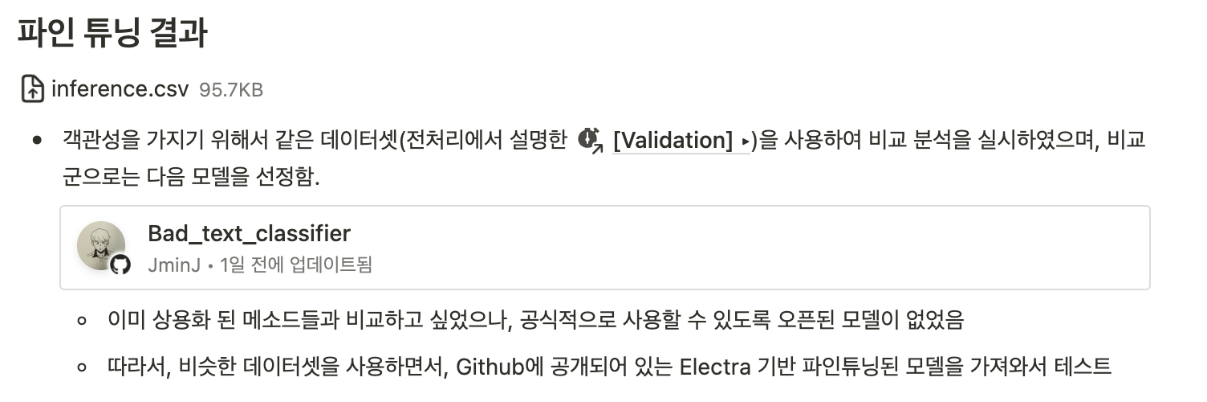 파인 튜닝 결과
inference.csv 95.7KB
객관성을 가지기 위해서 같은 데이터셋(전처리에서 설명한 [Validation] ▸)을 사용하여 비교 분석을 실시하였으며, 비교
군으로는 다음 모델을 선정함.
Bad_text_classifier
JminJ • 1일 전에 업데이트됨
이미 상용화 된 메소드들과 비교하고 싶었으나, 공식적으로 사용할 수 있도록 오픈된 모델이 없었음
따라서, 비슷한 데이터셋을 사용하면서, Github에 공개되어 있는 Electra 기반 파인튜닝된 모델을 가져와서 테스트